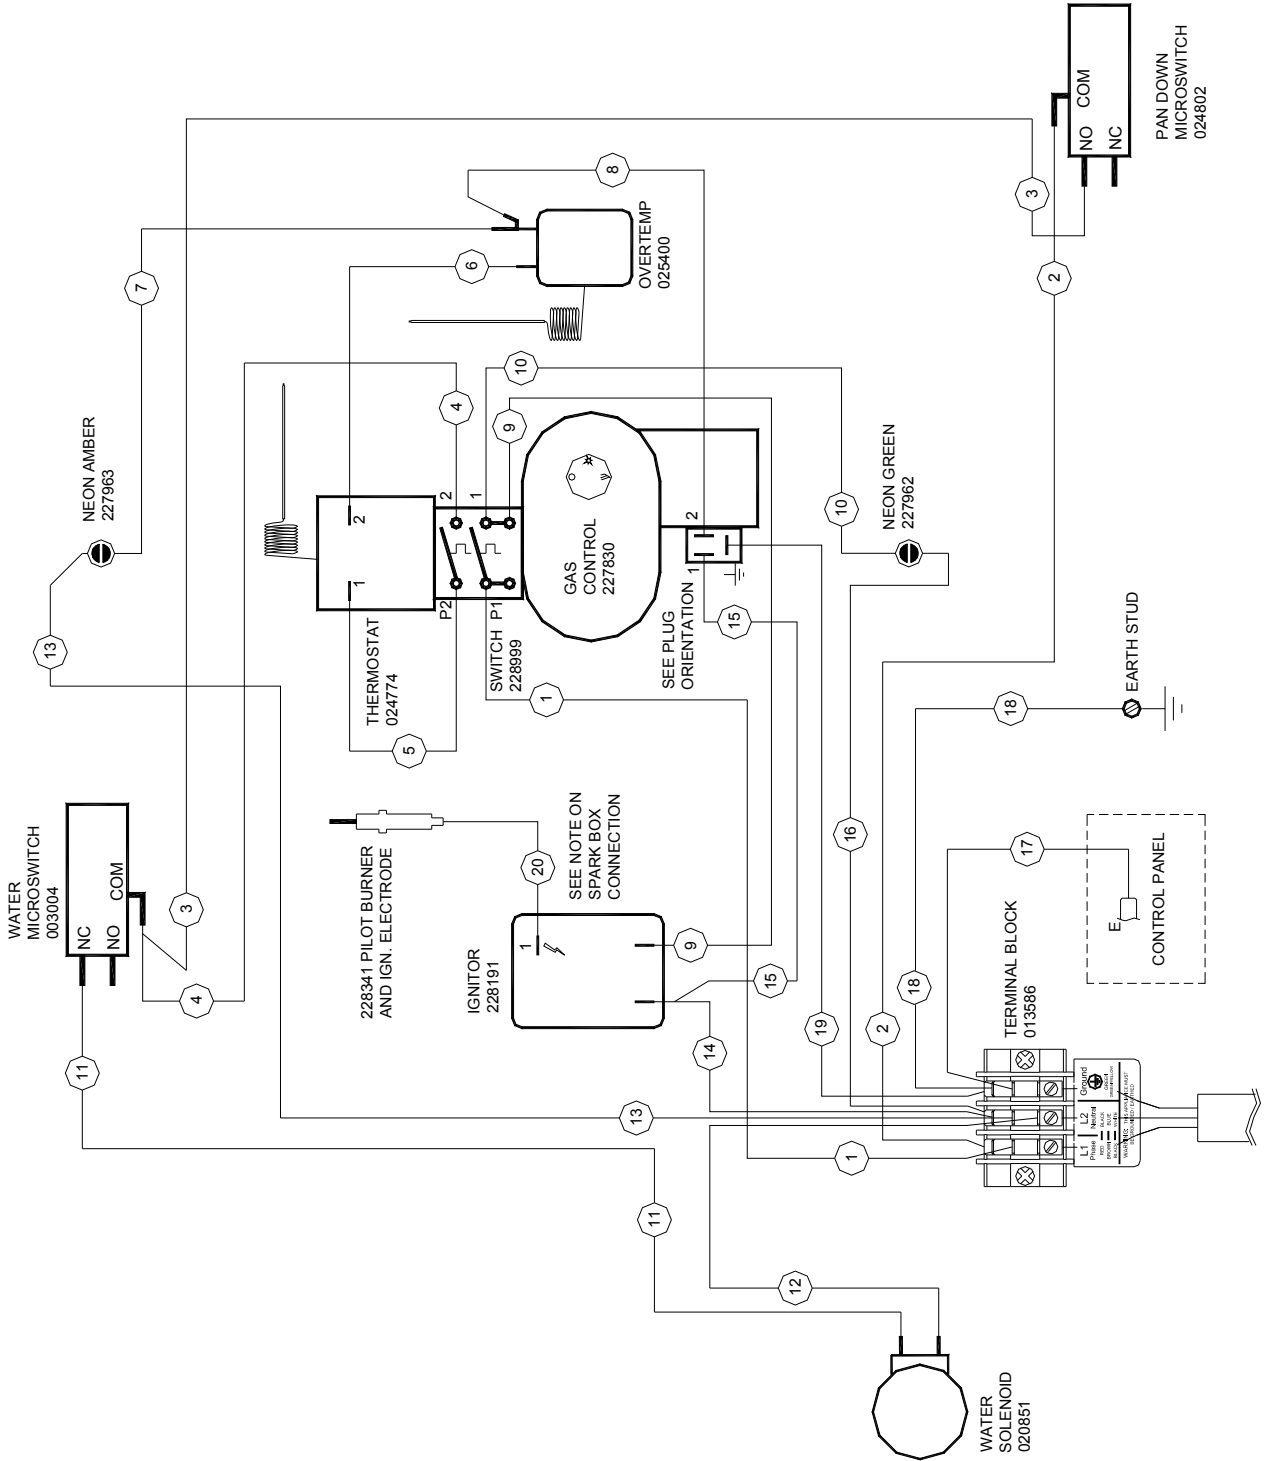 WATER
MICROSWITCH
003004
NC
NO
COM
NEON AMBER
227963
PAN DOWN
MICROSWITCH
024802
NO
COM
NC
OVERTEMP
025400
THERMOSTAT
024774
1
2
SWITCH
228999
P2
P1
2
1
GAS
CONTROL
227830
SEE PLUG
ORIENTATION
1
2
NEON GREEN
227962
228341 PILOT BURNER
AND IGN. ELECTRODE
IGNITOR
228191
1
SEE NOTE ON
SPARK BOX
CONNECTION
EARTH STUD
TERMINAL BLOCK
013586
L1
Phase
L2
Neutral
Ground
CONTROL PANEL
E
WATER
SOLENOID
020851
1
1
2
2
3
3
4
4
5
6
7
8
9
9
10
10
11
11
12
13
13
14
15
15
16
17
18
18
19
20